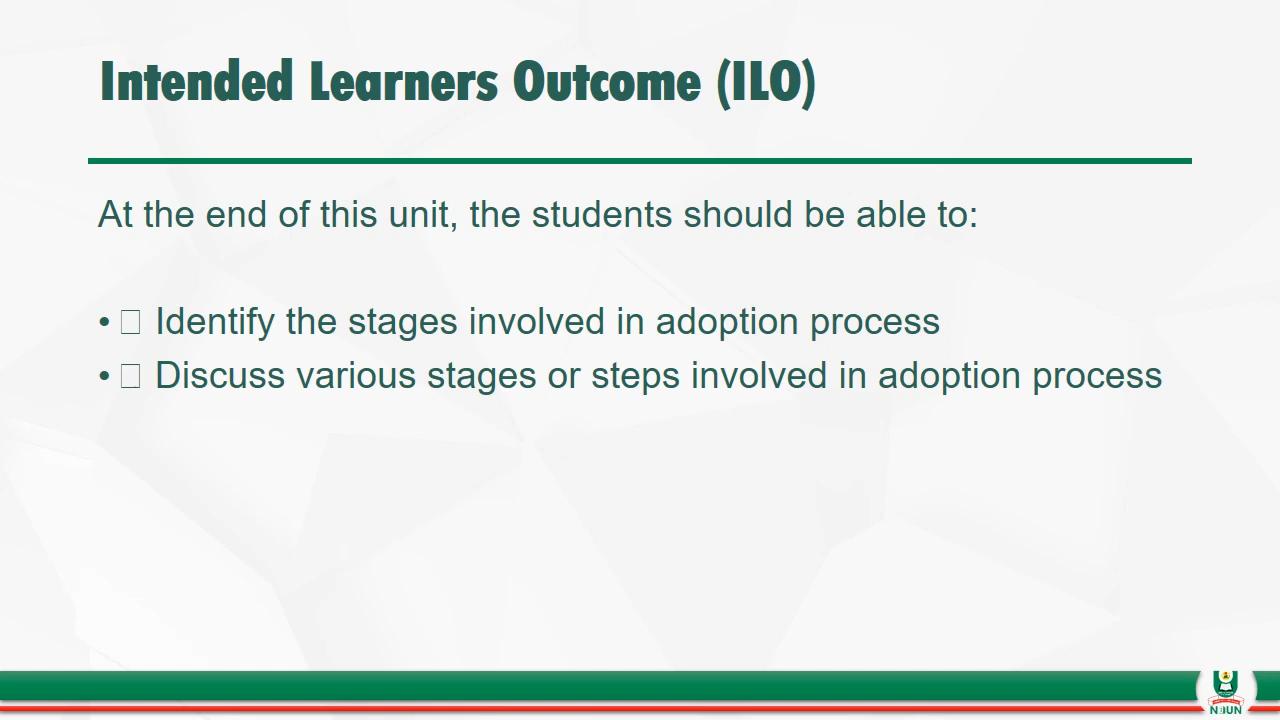 Intended Learners Outcome (ILO)
At the end of this unit, the students should be able to:
• □ Identify the stages involved in adoption process
• □ Discuss various stages or steps involved in adoption process
NOUN